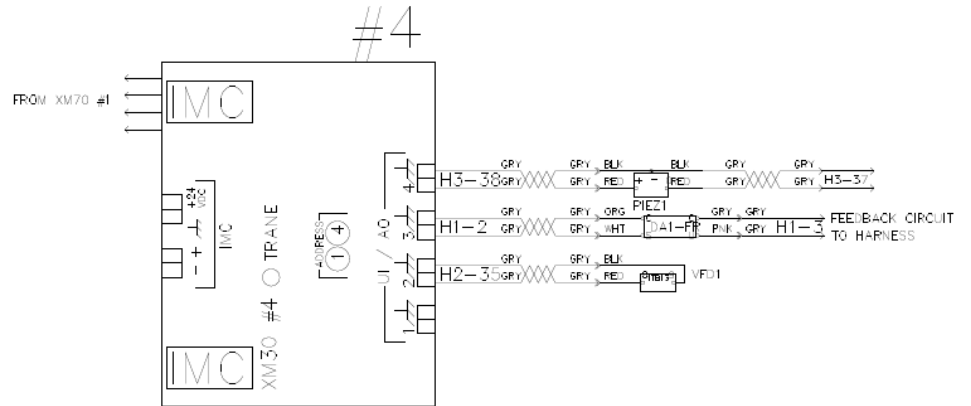 #4
FROM XM70 #1
IMC
+24
VDC
- + IMC
XM30 #4 TRANE
ADDRESS
1 4
UI / AO
4
3
2
1
IMC
H3-38 GRY GRY BLK BLK GRY GRY
GRY GRY RED + - RED GRY GRY H3-37
PIEZ1
H1-2 GRY GRY ORG GRY GRY FEEDBACK CIRCUIT
GRY GRY WHT PNK GRY H1-3 TO HARNESS
H2-35 GRY GRY BLK
GRY GRY RED VFD1